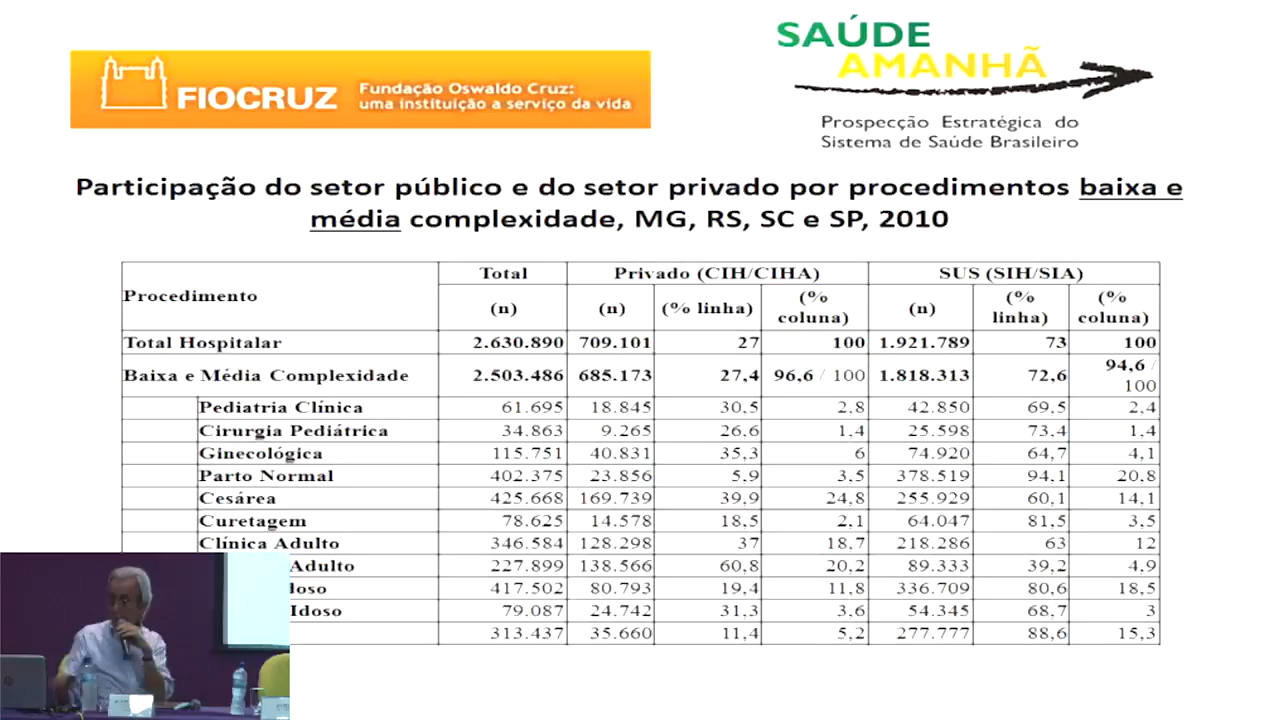 SAÚDE
AMANHÃ
FIOCRUZ
Fundação Oswaldo Cruz:
uma instituição a serviço da vida
Prospecção Estratégica do
Sistema de Saúde Brasileiro
Participação do setor público e do setor privado por procedimentos baixa e
média complexidade, MG, RS, SC e SP, 2010
Procedimento Total Privado (CIH/CIHA) SUS (SIH/SIA)
(n) (n) (% linha) (% coluna) (n) (% linha) (% coluna)
Total Hospitalar 2.630.890 709.101 27 100 1.921.789 73 100
Baixa e Média Complexidade 2.503.486 685.173 27,4 96,6 / 100 1.818.313 72,6 94,6 / 100
Pediatria Clínica 61.695 18.845 30,5 2,8 42.850 69,5 2,4
Cirurgia Pediátrica 34.863 9.265 26,6 1,4 25.598 73,4 1,4
Ginecológica 115.751 40.831 35,3 6 74.920 64,7 4,1
Parto Normal 402.375 23.856 5,9 3,5 378.519 94,1 20,8
Cesárea 425.668 169.739 39,9 24,8 255.929 60,1 14,1
Curetagem 78.625 14.578 18,5 2,1 64.047 81,5 3,5
Clínica Adulto 346.584 128.298 37 18,7 218.286 63 12
Adulto 227.899 138.566 60,8 20,2 89.333 39,2 4,9
doso 417.502 80.793 19,4 11,8 336.709 80,6 18,5
Idoso 79.087 24.742 31,3 3,6 54.345 68,7 3
313.437 35.660 11,4 5,2 277.777 88,6 15,3